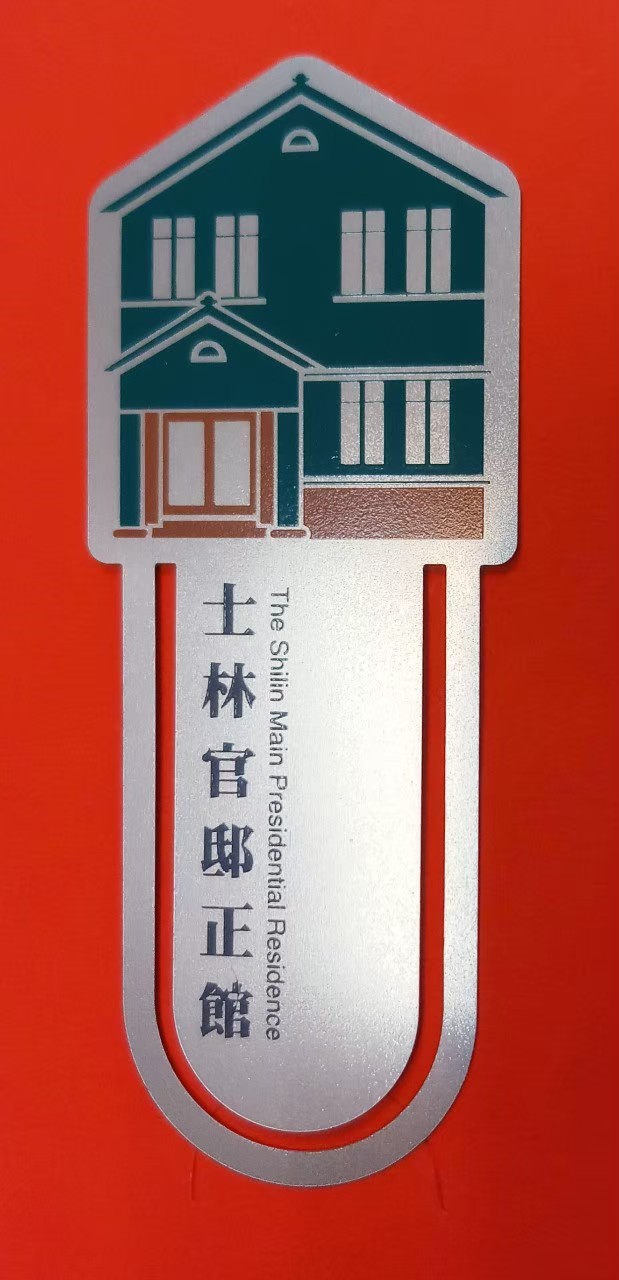 士林官邸正館
The Shilin Main Presidential Residence